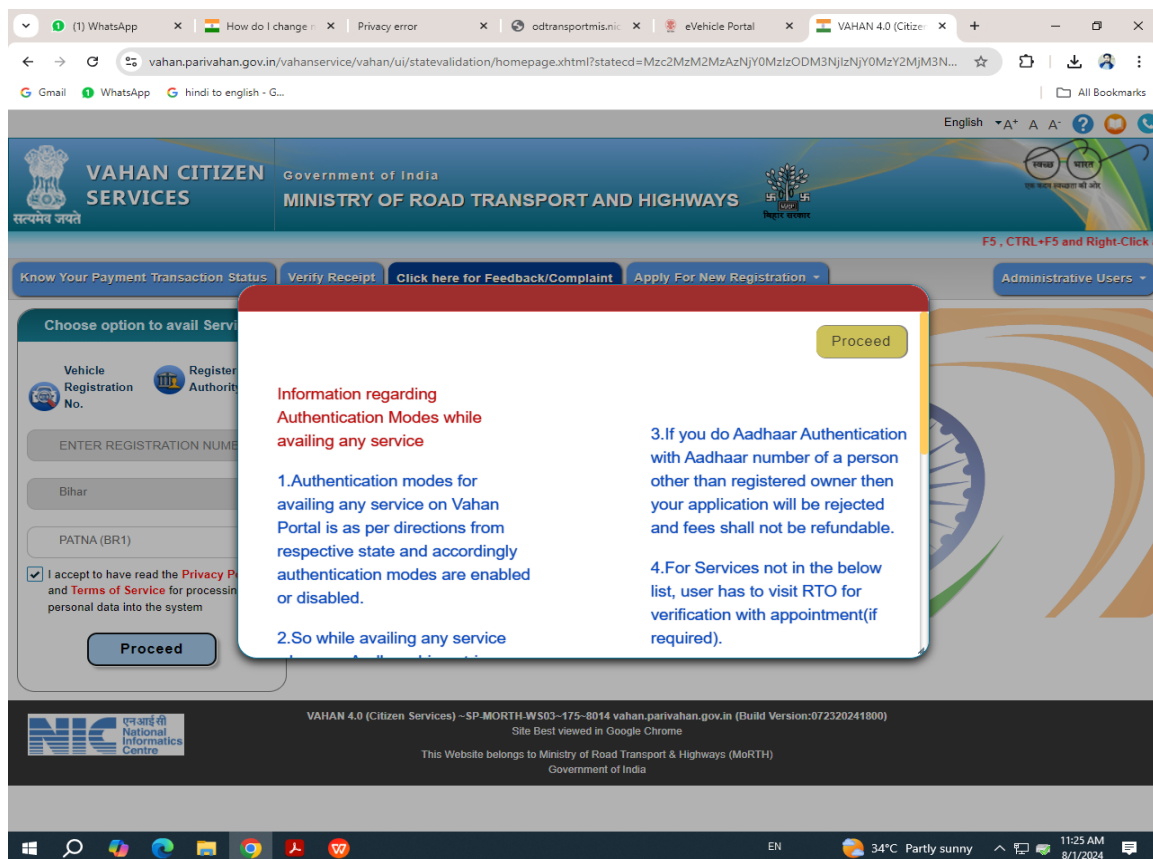 (1) WhatsApp
How do I change n
Privacy error
odtransportmis.nic
eVehicle Portal
VAHAN 4.0 (Citizen
vahan.parivahan.gov.in/vahanservice/vahan/ui/statevalidation/homepage.xhtml?statecd=Mzc2MzM2MzAzNjY0MzIzODM3NjIzNjY0MzY2MjM3N...
Gmail
WhatsApp
hindi to english - G...
All Bookmarks
English A+ A A-
VAHAN CITIZEN
SERVICES
सत्यमेव जयते
Government of India
MINISTRY OF ROAD TRANSPORT AND HIGHWAYS
बिहार सरकार
स्वच्छ भारत
एक कदम स्वच्छता की ओर
F5 , CTRL+F5 and Right-Click
Know Your Payment Transaction Status
Verify Receipt
Click here for Feedback/Complaint
Apply For New Registration
Administrative Users
Choose option to avail Servi
Vehicle
Registration
No.
Register
Authority
ENTER REGISTRATION NUMBE
Bihar
PATNA (BR1)
I accept to have read the Privacy P
and Terms of Service for processin
personal data into the system
Proceed
Proceed
Information regarding
Authentication Modes while
availing any service
1.Authentication modes for
availing any service on Vahan
Portal is as per directions from
respective state and accordingly
authentication modes are enabled
or disabled.
2.So while availing any service
3.If you do Aadhaar Authentication
with Aadhaar number of a person
other than registered owner then
your application will be rejected
and fees shall not be refundable.
4.For Services not in the below
list, user has to visit RTO for
verification with appointment(if
required).
NIC
एन आई सी
National
Informatics
Centre
VAHAN 4.0 (Citizen Services) ~SP-MORTH-WS03~175~8014 vahan.parivahan.gov.in (Build Version:072320241800)
Site Best viewed in Google Chrome
This Website belongs to Ministry of Road Transport & Highways (MoRTH)
Government of India
EN
34°C Partly sunny
11:25 AM
8/1/2024